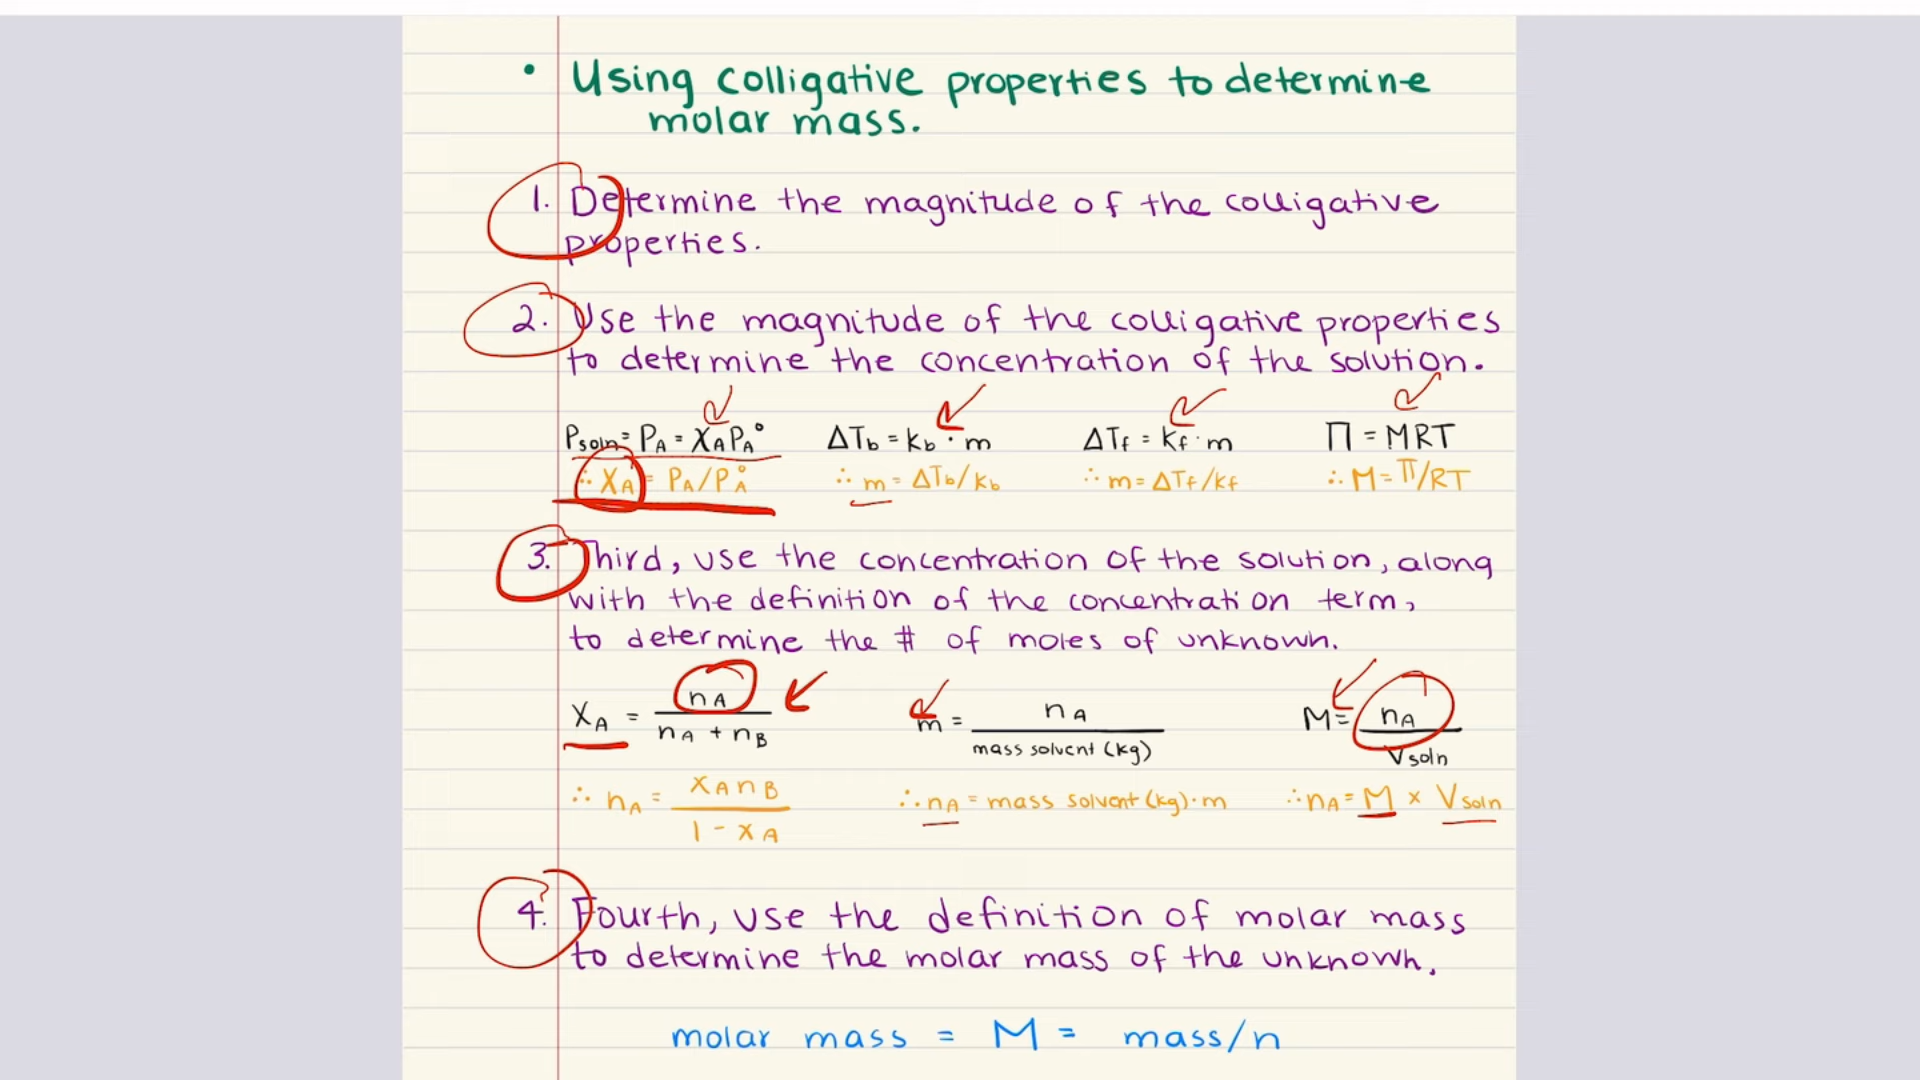 • Using colligative properties to determine
molar mass.
1. Determine the magnitude of the colligative
properties.
2. Use the magnitude of the colligative properties
to determine the concentration of the solution.
Psoln = PA = XAPA° ΔTb = Kb · m ΔTf = Kf · m Π = MRT
∴ XA = PA/PA° ∴ m = ΔTb/Kb ∴ m = ΔTf/Kf ∴ M = Π/RT
3. Third, use the concentration of the solution, along
with the definition of the concentration term,
to determine the # of moles of unknown.
XA = nA / nA + nB m = nA / mass solvent (kg) M = nA / Vsoln
∴ nA = XAnB / 1 - XA ∴ nA = mass solvent (kg) · m ∴ nA = M × Vsoln
4. Fourth, use the definition of molar mass
to determine the molar mass of the unknown.
molar mass = M = mass/n